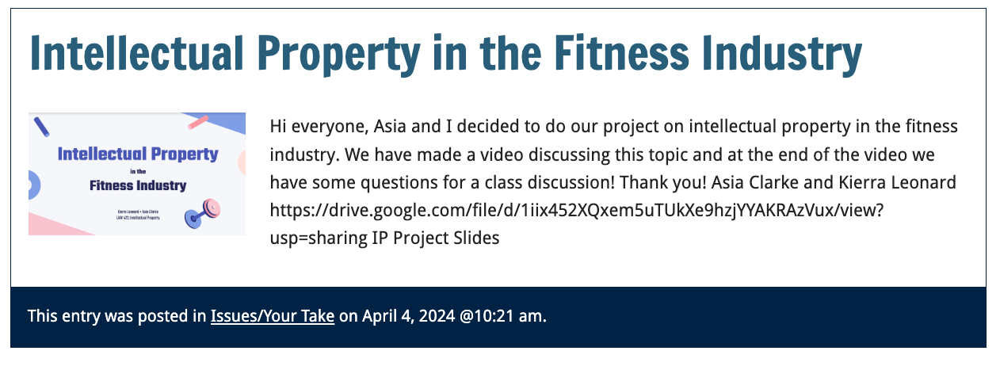 Intellectual Property in the Fitness Industry
Intellectual Property
in the
Fitness Industry
Kierra Leonard + Asia Clarke
LAW 422: Intellectual Property
Hi everyone, Asia and I decided to do our project on intellectual property in the fitness
industry. We have made a video discussing this topic and at the end of the video we
have some questions for a class discussion! Thank you! Asia Clarke and Kierra Leonard
https://drive.google.com/file/d/1iix452XQxem5uTUkXe9hzjYYAKRAzVux/view?
usp=sharing IP Project Slides
This entry was posted in Issues/Your Take on April 4, 2024 @10:21 am.